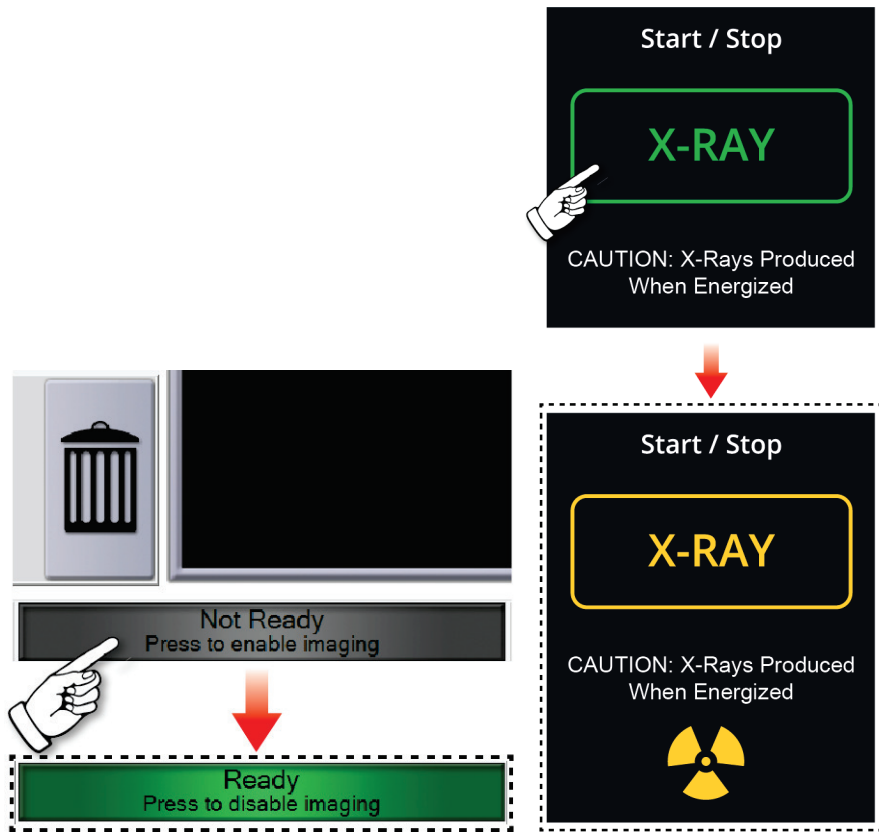 Start / Stop
X-RAY
CAUTION: X-Rays Produced
When Energized
Not Ready
Press to enable imaging
Ready
Press to disable imaging
Start / Stop
X-RAY
CAUTION: X-Rays Produced
When Energized